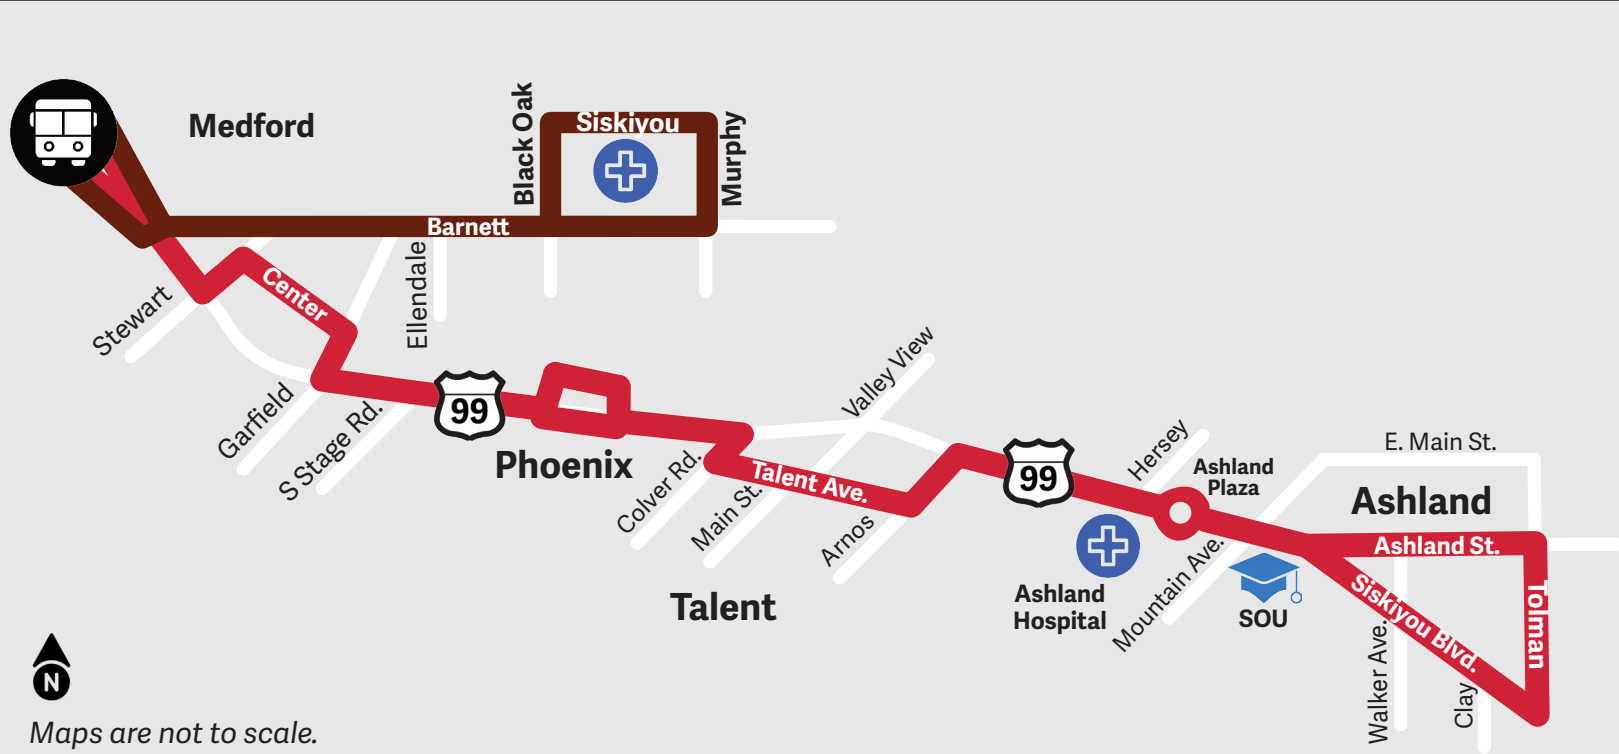 Medford
Black Oak
Siskiyou
Murphy
Barnett
Ellendale
Stewart
Center
Garfield
S Stage Rd.
99
Phoenix
Valley View
Colver Rd.
Main St.
Talent Ave.
Arnos
Talent
99
Hersey
Ashland
Plaza
E. Main St.
Ashland
Ashland St.
Ashland
Hospital
Mountain Ave.
SOU
Siskiyou Blvd.
Tolman
Walker Ave.
Clay
N
Maps are not to scale.